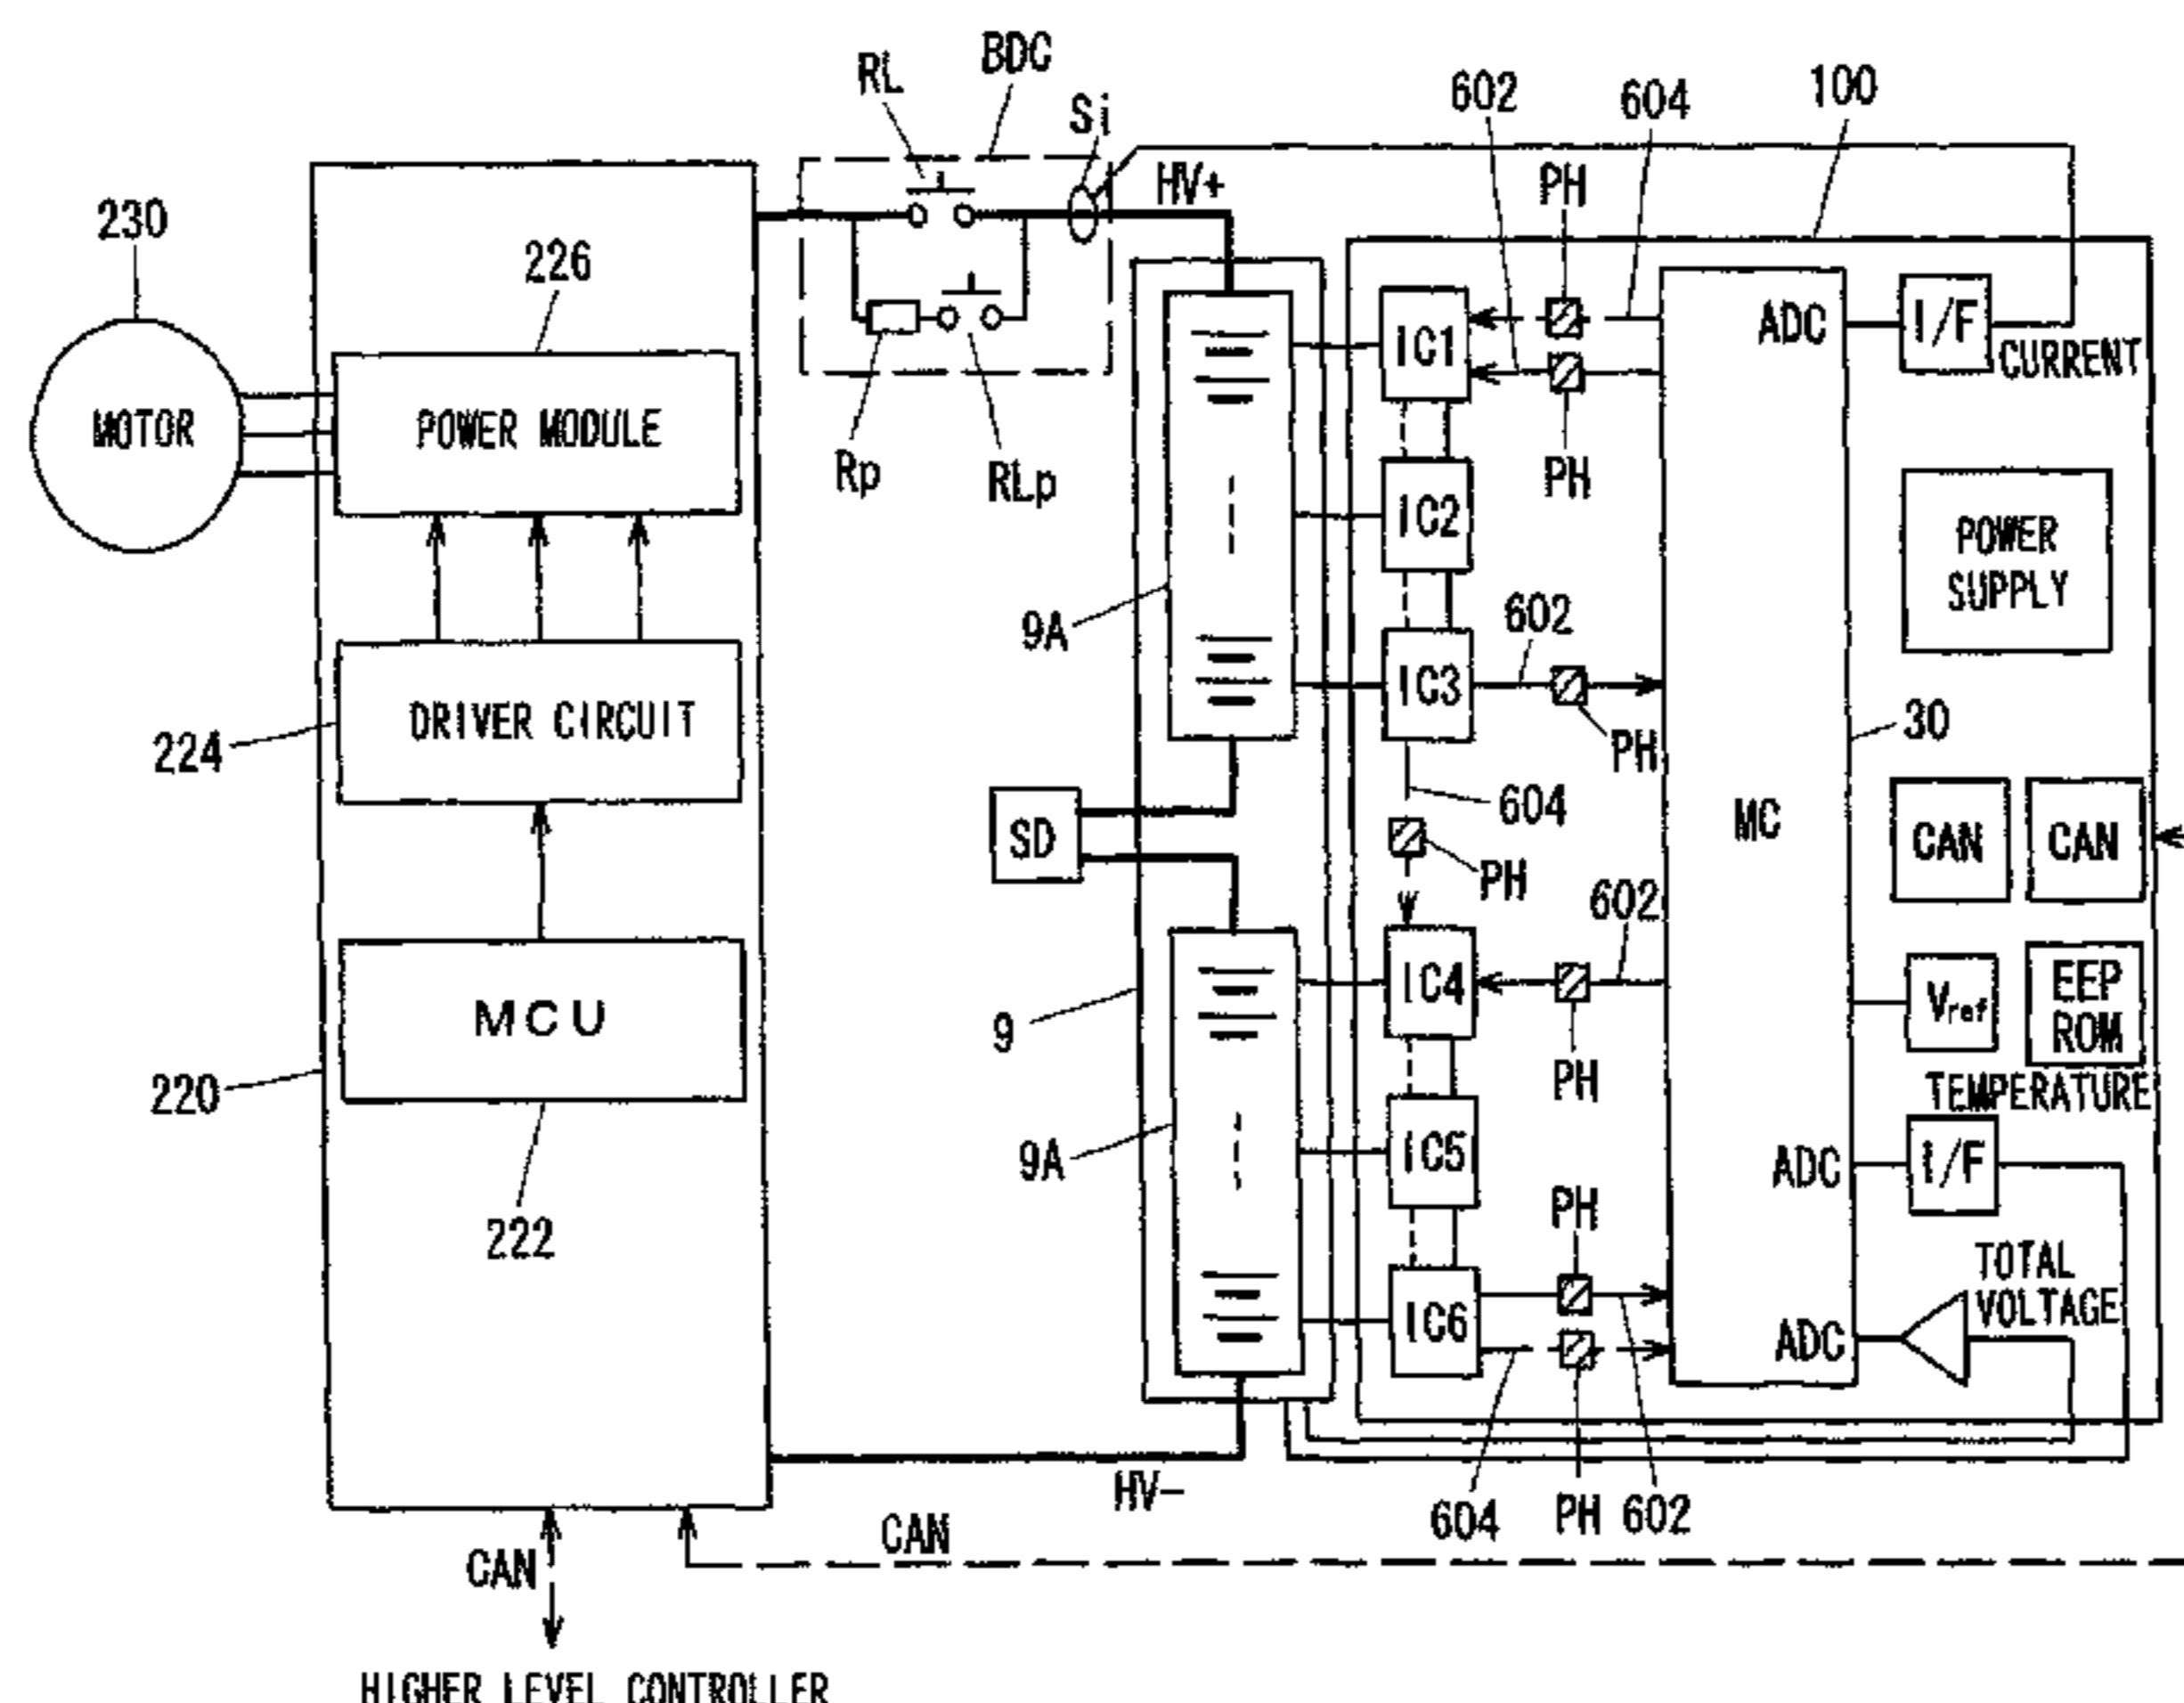 RL
BDC
Si
602
604
100
HV+
PH
230
226
ADC
I/F
CURRENT
IC1
MOTOR
POWER MODULE
Rp
RLp
PH
IC2
POWER
SUPPLY
9A
602
IC3
30
224
DRIVER CIRCUIT
PH
604
SD
MC
CAN
CAN
PH
602
9
MCU
IC4
Vref
EEP
ROM
220
PH
TEMPERATURE
9A
IC5
ADC
I/F
222
PH
TOTAL
VOLTAGE
IC6
ADC
HV-
604
PH
602
CAN
CAN
HIGHER LEVEL CONTROLLER